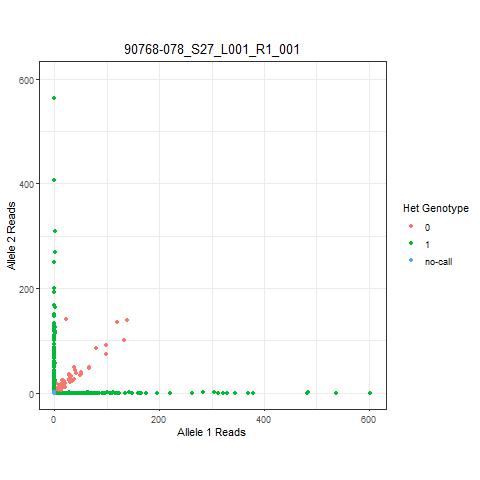 90768-078_S27_L001_R1_001
600
400
200
0
Allele 2 Reads
0 200 400 600
Allele 1 Reads
Het Genotype
0
1
no-call